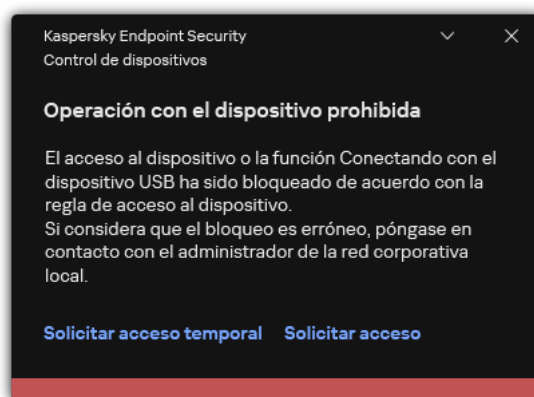 Kaspersky Endpoint Security
Control de dispositivos
Operación con el dispositivo prohibida
El acceso al dispositivo o la función Conectando con el
dispositivo USB ha sido bloqueado de acuerdo con la
regla de acceso al dispositivo.
Si considera que el bloqueo es erróneo, póngase en
contacto con el administrador de la red corporativa
local.
Solicitar acceso temporal Solicitar acceso